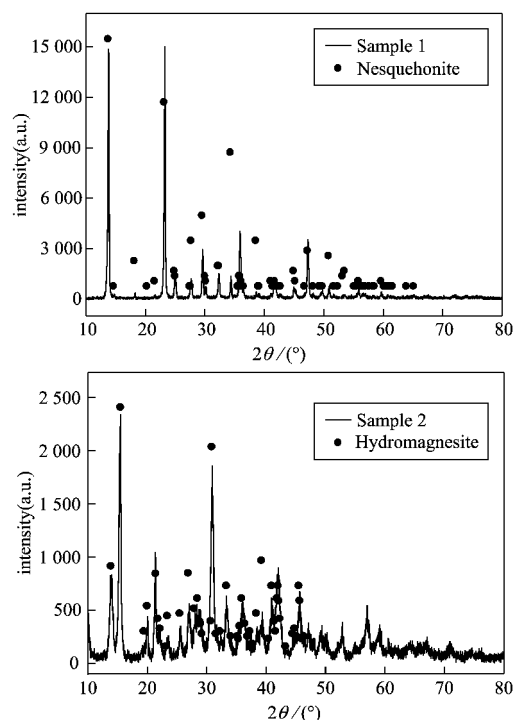 15 000
12 000
9 000
6 000
3 000
0
intensity(a.u.)
Sample 1
Nesquehonite
10 20 30 40 50 60 70 80
2θ/(°)
2 500
2 000
1 500
1 000
500
0
intensity(a.u.)
Sample 2
Hydromagnesite
10 20 30 40 50 60 70 80
2θ/(°)